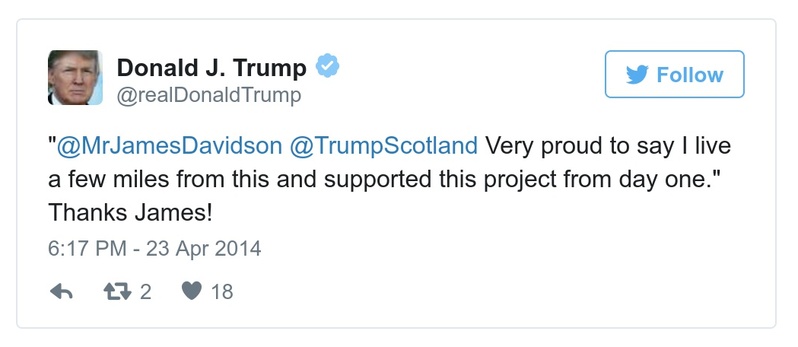 Donald J. Trump
@realDonaldTrump
Follow
"@MrJamesDavidson @TrumpScotland Very proud to say I live
a few miles from this and supported this project from day one."
Thanks James!
6:17 PM - 23 Apr 2014
2 18